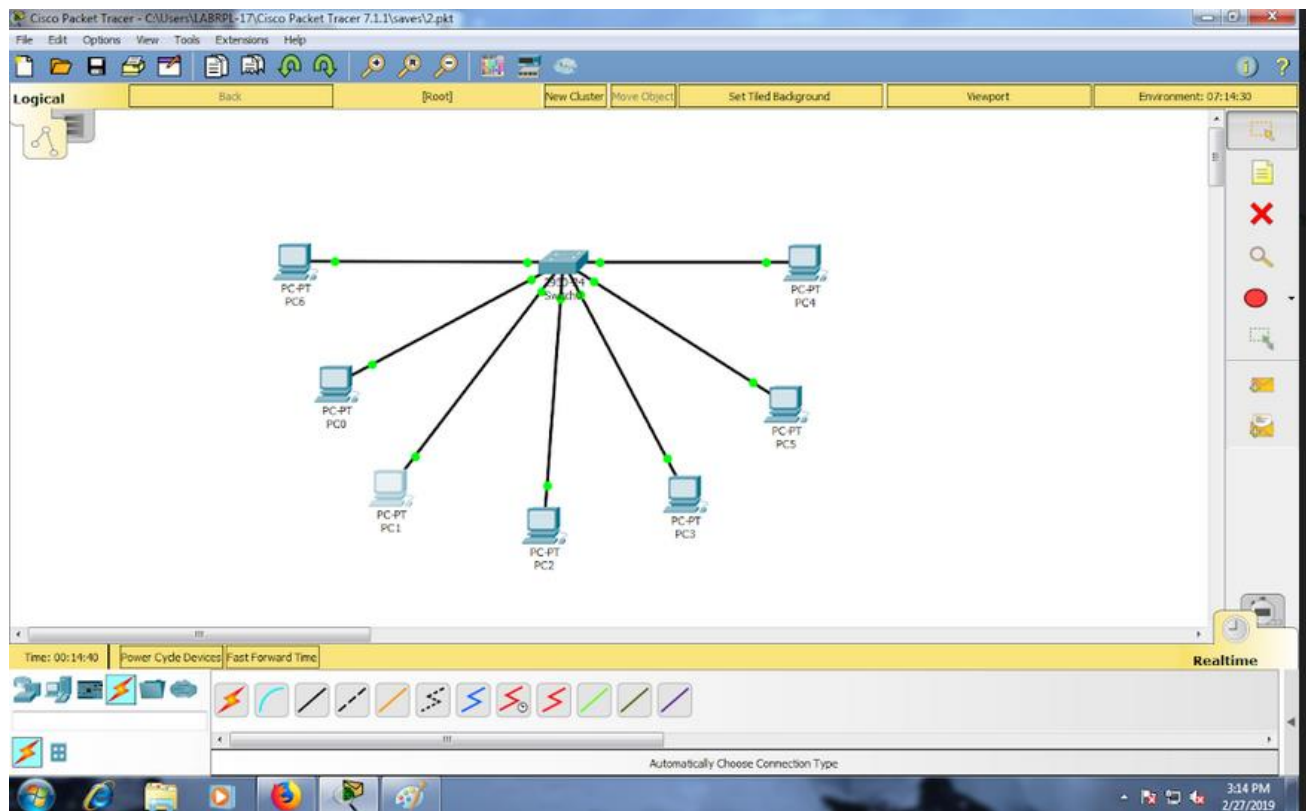 Cisco Packet Tracer - C:\Users\LABRPL-17\Cisco Packet Tracer 7.1.1\saves\2.pkt
File Edit Options View Tools Extensions Help
Logical Back [Root] New Cluster Move Object Set Tiled Background Viewport Environment: 07:14:30
PC-PT
PC6
PC-PT
PC4
PC-PT
PC0
PC-PT
PC5
PC-PT
PC1
PC-PT
PC3
PC-PT
PC2
Time: 00:14:40 Power Cycle Devices Fast Forward Time Realtime
Automatically Choose Connection Type
3:14 PM
2/27/2019